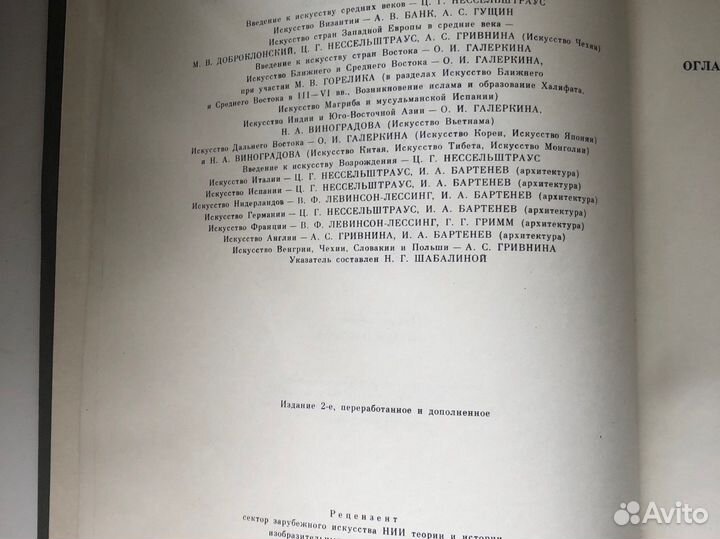 Введение к искусству средних веков — Ц. Г. НЕССЕЛЬШТРАУС
Искусство Византии — А. В. БАНК, А. С. ГУЩИН
Искусство стран Западной Европы в средние века —
М. В. ДОБРОКЛОНСКИЙ, Ц. Г. НЕССЕЛЬШТРАУС, А. С. ГРИВНИНА (Искусство Чехии)
Введение к искусству стран Востока — О. И. ГАЛЕРКИНА
Искусство Ближнего и Среднего Востока — О. И. ГАЛЕРКИНА,
при участии М. В. ГОРЕЛИКА (в разделах Искусство Ближнего
и Среднего Востока в III—VI вв., Возникновение ислама и образование Халифата,
Искусство Магриба и мусульманской Испании)
Искусство Индии и Юго-Восточной Азии — О. И. ГАЛЕРКИНА,
Н. А. ВИНОГРАДОВА (Искусство Вьетнама)
Искусство Дальнего Востока — О. И. ГАЛЕРКИНА (Искусство Кореи, Искусство Японии)
и Н. А. ВИНОГРАДОВА (Искусство Китая, Искусство Тибета, Искусство Монголии)
Введение к искусству Возрождения — Ц. Г. НЕССЕЛЬШТРАУС
Искусство Италии — Ц. Г. НЕССЕЛЬШТРАУС, И. А. БАРТЕНЕВ (архитектура)
Искусство Испании — Ц. Г. НЕССЕЛЬШТРАУС, И. А. БАРТЕНЕВ (архитектура)
Искусство Нидерландов — В. Ф. ЛЕВИНСОН-ЛЕССИНГ, И. А. БАРТЕНЕВ (архитектура)
Искусство Германии — Ц. Г. НЕССЕЛЬШТРАУС, И. А. БАРТЕНЕВ (архитектура)
Искусство Франции — В. Ф. ЛЕВИНСОН-ЛЕССИНГ, Г. Г. ГРИММ (архитектура)
Искусство Англии — А. С. ГРИВНИНА, И. А. БАРТЕНЕВ (архитектура)
Искусство Венгрии, Чехии, Словакии и Польши — А. С. ГРИВНИНА
Указатель составлен Н. Г. ШАБАЛИНОЙ
Издание 2-е, переработанное и дополненное
Рецензент
сектор зарубежного искусства НИИ теории и истории
ОГЛА
Avito